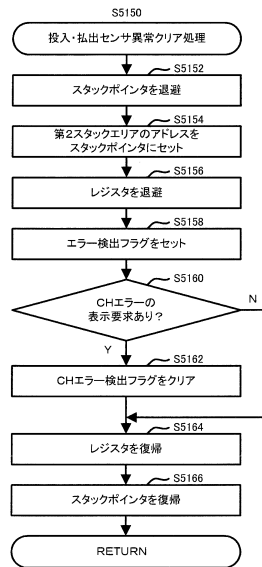 S5150
投入・払出センサ異常クリア処理
S5152
スタックポインタを退避
S5154
第2スタックエリアのアドレスを
スタックポインタにセット
S5156
レジスタを退避
S5158
エラー検出フラグをセット
S5160
CHエラーの
表示要求あり?
N
Y
S5162
CHエラー検出フラグをクリア
S5164
レジスタを復帰
S5166
スタックポインタを復帰
RETURN